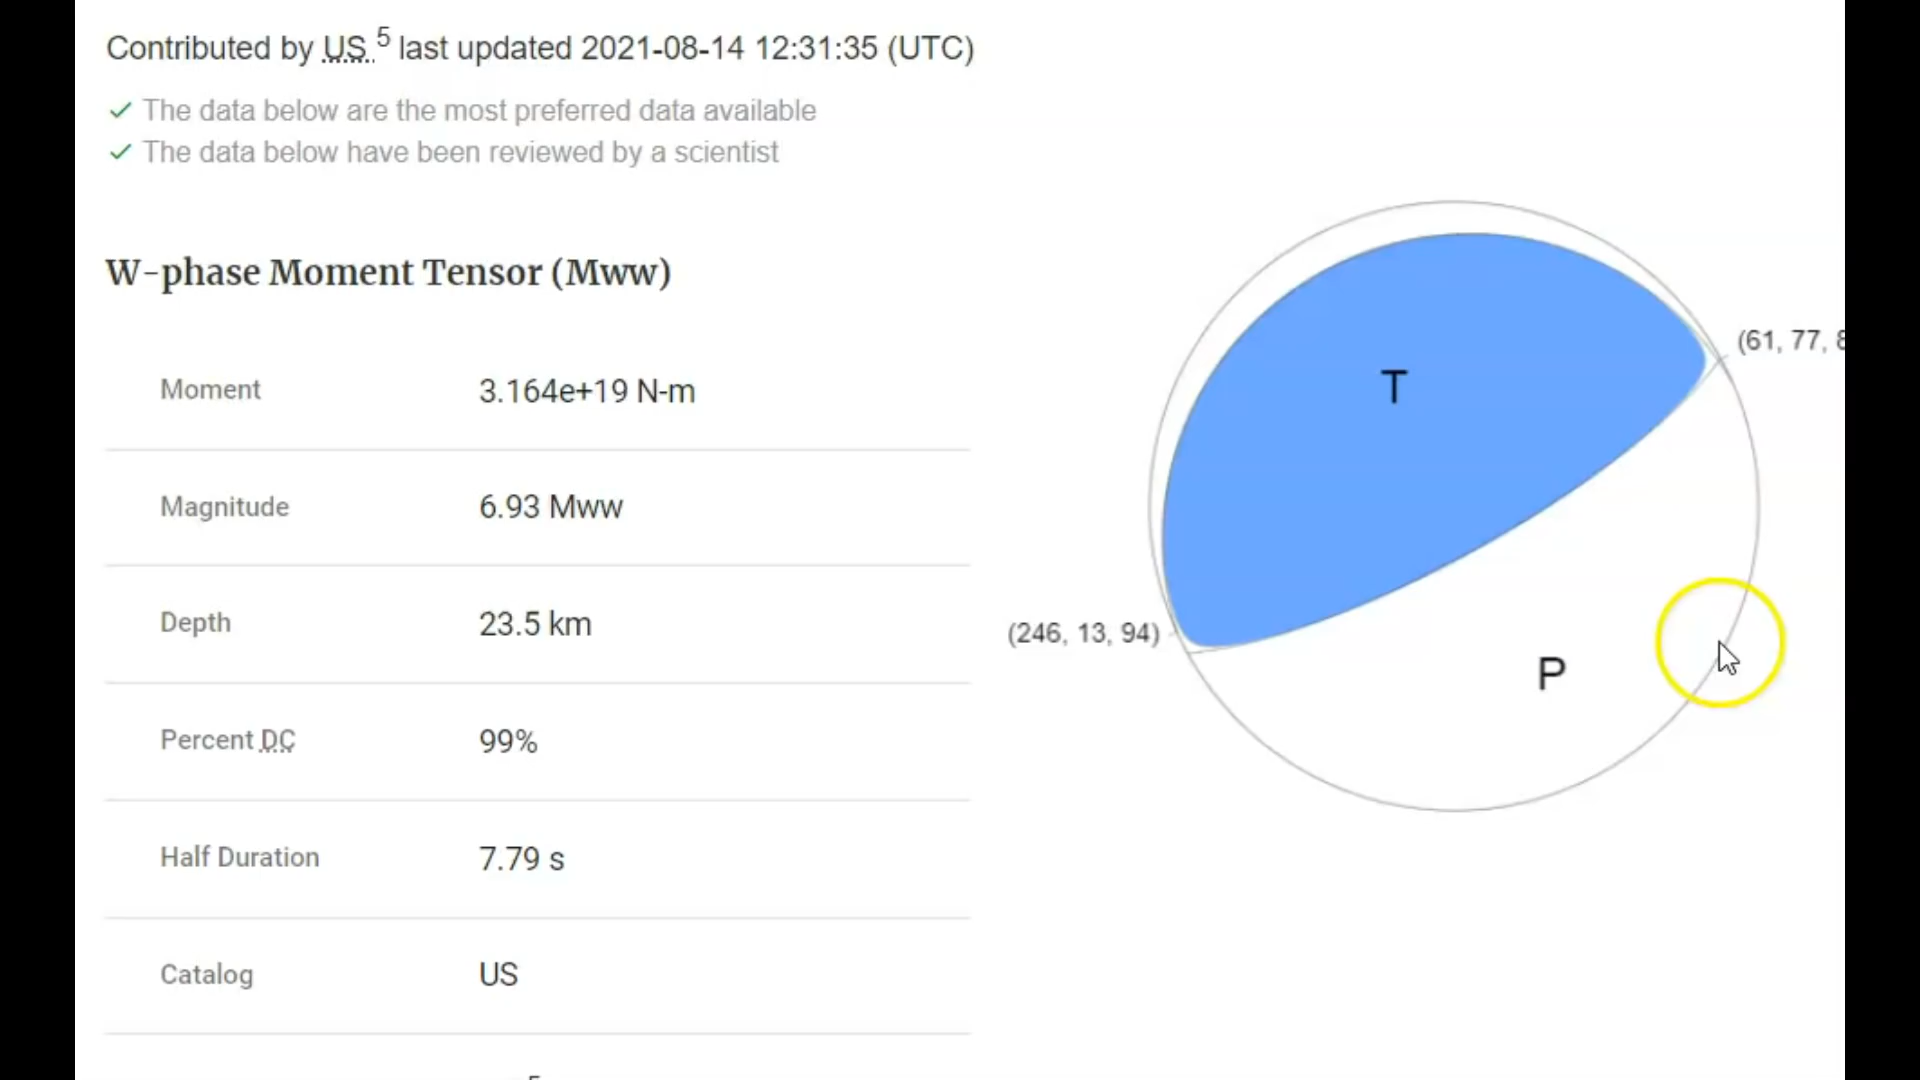 Contributed by US 5 last updated 2021-08-14 12:31:35 (UTC)
The data below are the most preferred data available
The data below have been reviewed by a scientist
W-phase Moment Tensor (Mww)
Moment 3.164e+19 N-m
Magnitude 6.93 Mww
Depth 23.5 km
Percent DC 99%
Half Duration 7.79 s
Catalog US
T
(61, 77, 8
(246, 13, 94)
P